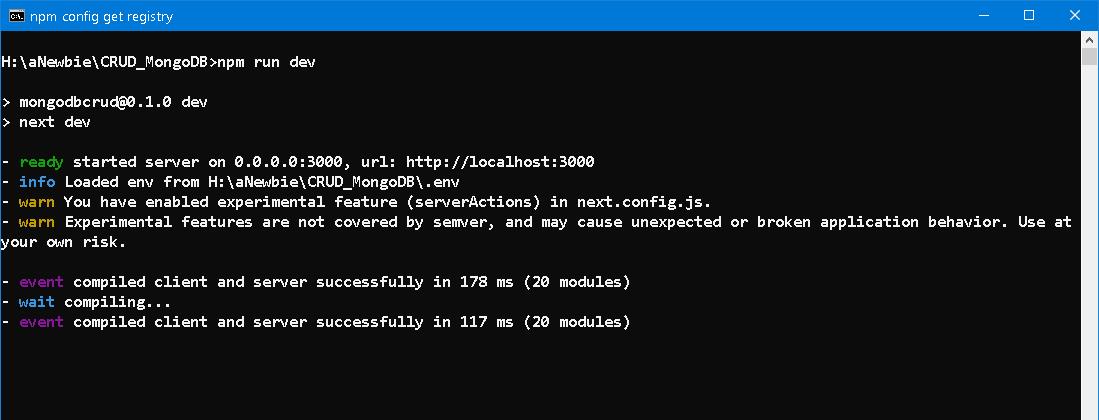 npm config get registry
H:\aNewbie\CRUD_MongoDB>npm run dev
> mongodbcrud@0.1.0 dev
> next dev
- ready started server on 0.0.0.0:3000, url: http://localhost:3000
- info Loaded env from H:\aNewbie\CRUD_MongoDB\.env
- warn You have enabled experimental feature (serverActions) in next.config.js.
- warn Experimental features are not covered by semver, and may cause unexpected or broken application behavior. Use at
your own risk.
- event compiled client and server successfully in 178 ms (20 modules)
- wait compiling...
- event compiled client and server successfully in 117 ms (20 modules)